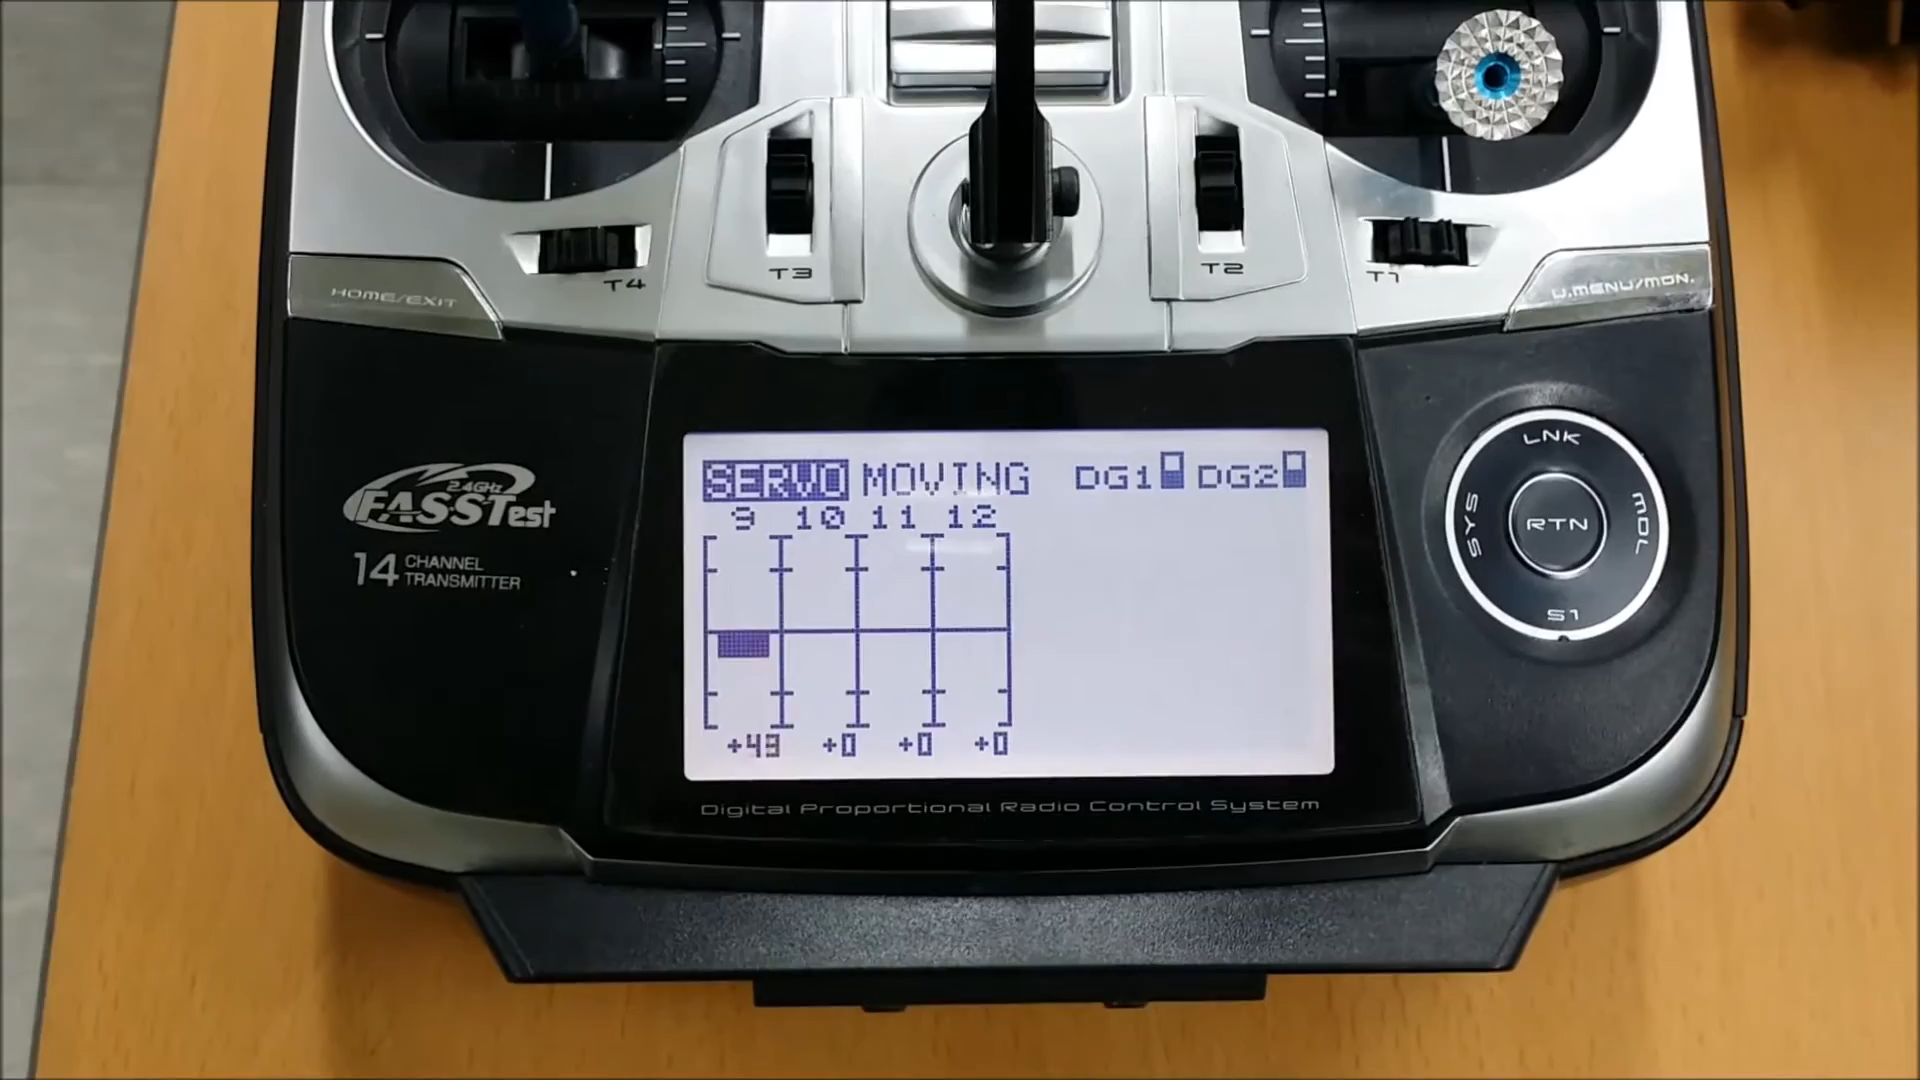 T4
T3
T2
T1
HOME/EXIT
U.MENU/MON.
2.4GHz
FASSTest
14 CHANNEL
TRANSMITTER
SERVO MOVING DG1 DG2
9 10 11 12
+43 +0 +0 +0
LNK
SYS
RTN
MDL
S1
Digital Proportional Radio Control System